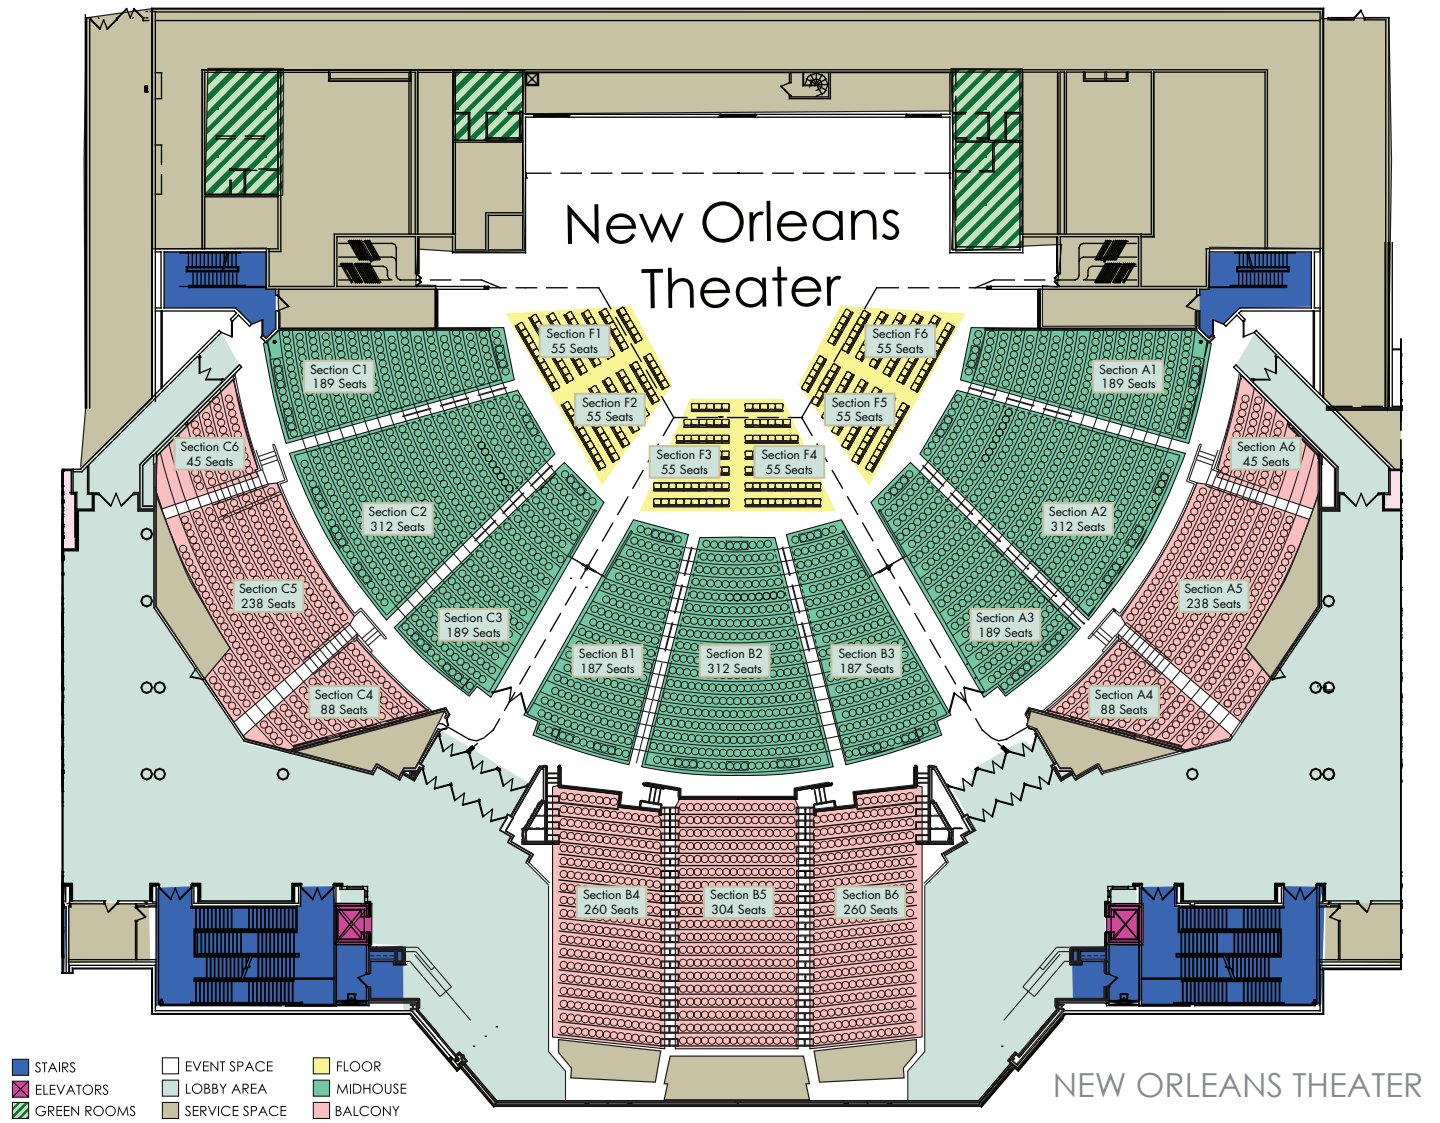 New Orleans
Theater
Section F1
55 Seats
Section F6
55 Seats
Section C1
189 Seats
Section A1
189 Seats
Section F2
55 Seats
Section F5
55 Seats
Section C6
45 Seats
Section F3
55 Seats
Section F4
55 Seats
Section A6
45 Seats
Section C2
312 Seats
Section A2
312 Seats
Section C5
238 Seats
Section A5
238 Seats
Section C3
189 Seats
Section A3
189 Seats
Section B1
187 Seats
Section B2
312 Seats
Section B3
187 Seats
Section C4
88 Seats
Section A4
88 Seats
Section B4
260 Seats
Section B5
304 Seats
Section B6
260 Seats
STAIRS
ELEVATORS
GREEN ROOMS
EVENT SPACE
LOBBY AREA
SERVICE SPACE
FLOOR
MIDHOUSE
BALCONY
NEW ORLEANS THEATER